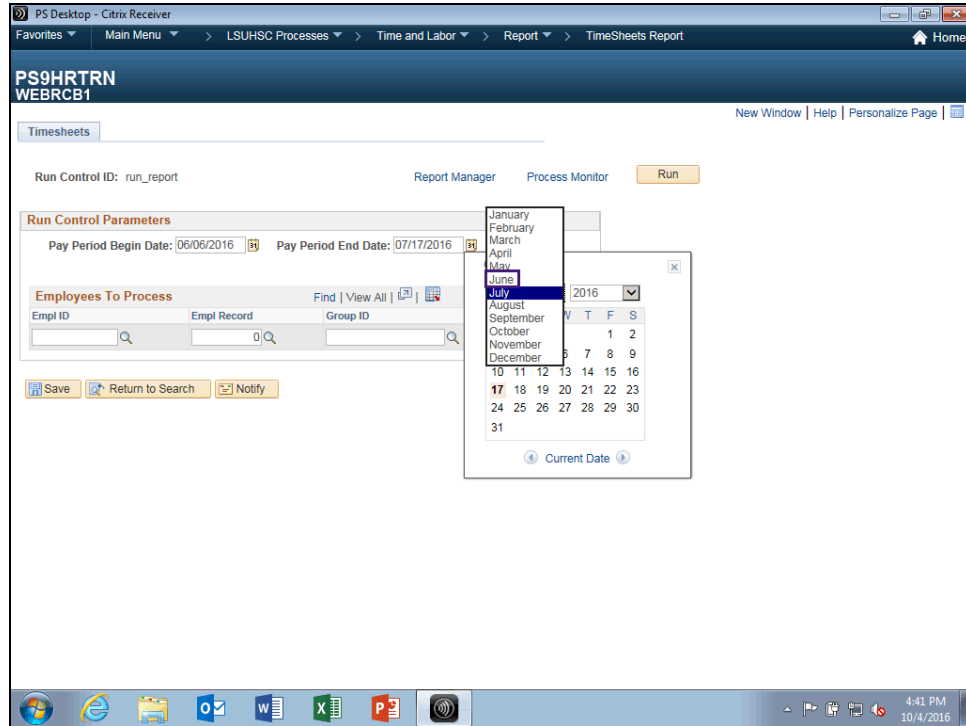 PS Desktop - Citrix Receiver
Favorites Main Menu > LSUHSC Processes > Time and Labor > Report > TimeSheets Report Home
PS9HRTRN
WEBRCB1
New Window | Help | Personalize Page |
Timesheets
Run Control ID: run_report Report Manager Process Monitor Run
Run Control Parameters
Pay Period Begin Date: 06/06/2016 Pay Period End Date: 07/17/2016
January
February
March
April
May
June
July
August
September
October
November
December
2016
Employees To Process Find | View All |
Empl ID Empl Record Group ID
0
W T F S
1 2
6 7 8 9
10 11 12 13 14 15 16
17 18 19 20 21 22 23
24 25 26 27 28 29 30
31
Current Date
Save Return to Search Notify
4:41 PM
10/4/2016